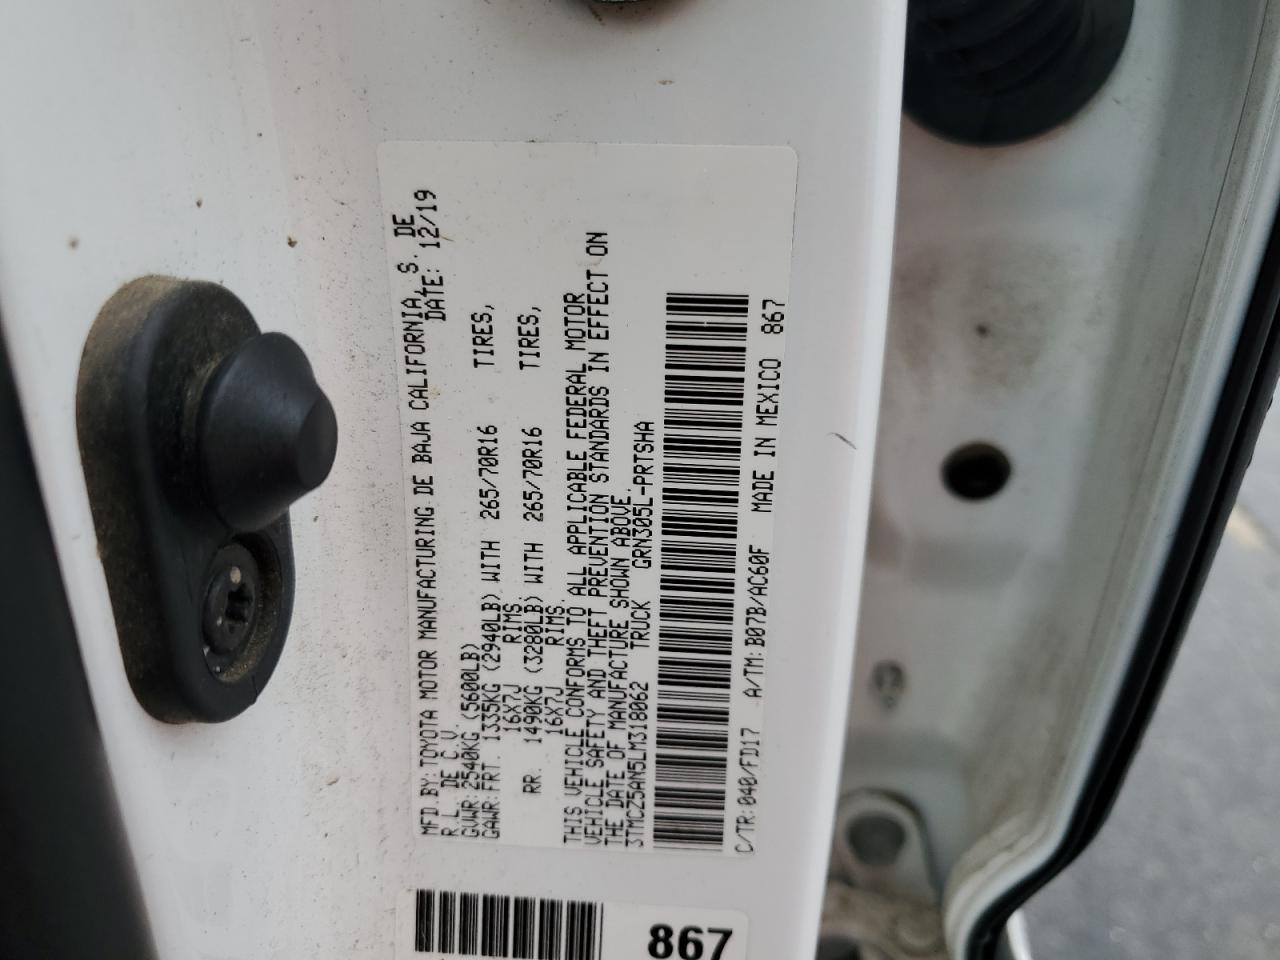 MFD.BY:TOYOTA MOTOR MANUFACTURING DE BAJA CALIFORNIA, S. DE
R.L. DE C.V. DATE: 12/19
GVWR:2540KG (5600LB)
GAWR:FRT. 1335KG (2940LB) WITH 265/70R16 TIRES,
16X7J RIMS.
RR. 1490KG (3280LB) WITH 265/70R16 TIRES,
16X7J RIMS.
THIS VEHICLE CONFORMS TO ALL APPLICABLE FEDERAL MOTOR
VEHICLE SAFETY AND THEFT PREVENTION STANDARDS IN EFFECT ON
THE DATE OF MANUFACTURE SHOWN ABOVE.
3TMCZ5AN5LM318062 TRUCK GRN305L-PRTSHA
C/TR:040/FD17 A/TM:B07B/AC60F MADE IN MEXICO 867
867